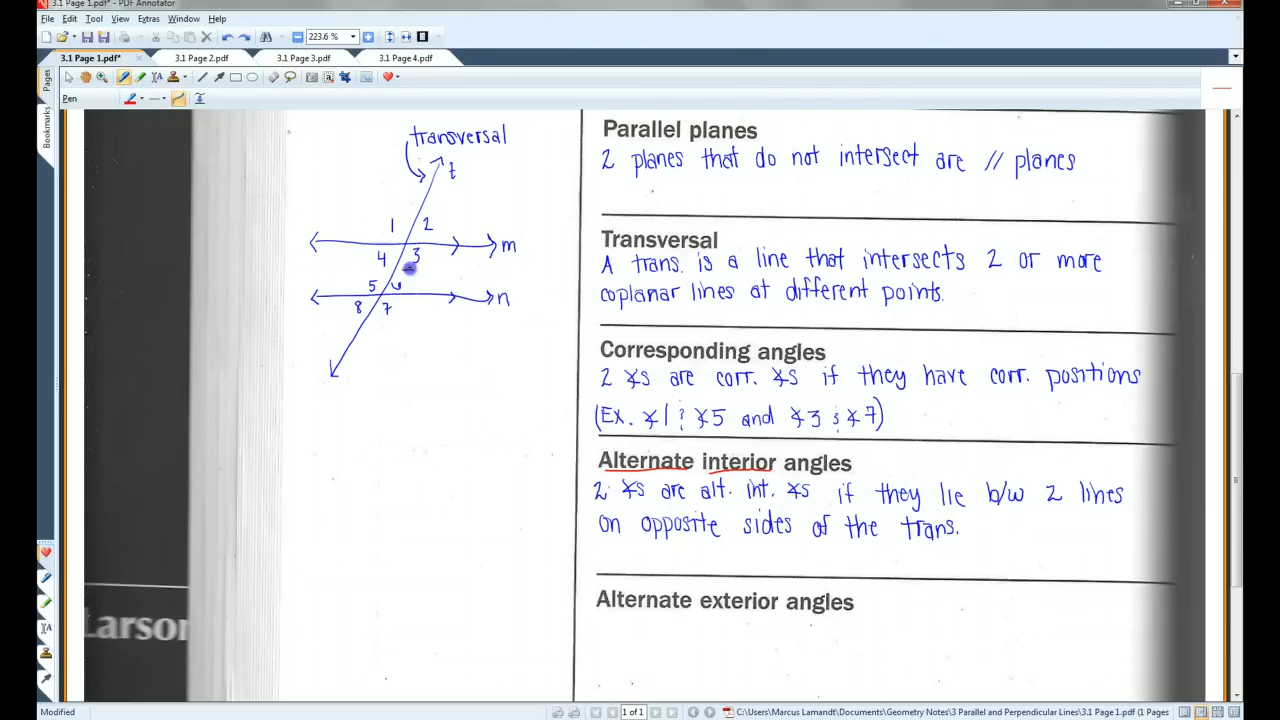 3.1 Page 1.pdf* - PDF Annotator
File Edit Tool View Extras Window Help
223.6 %
3.1 Page 1.pdf* 3.1 Page 2.pdf 3.1 Page 3.pdf 3.1 Page 4.pdf
Pen
Pages
Bookmarks
transversal
t
1 2
m
4 3
5 6
n
8 7
Larson
Parallel planes
2 planes that do not intersect are // planes
Transversal
A trans. is a line that intersects 2 or more
coplanar lines at different points.
Corresponding angles
2 ∡s are corr. ∡s if they have corr. positions
(Ex. ∡1 & ∡5 and ∡3 & ∡7)
Alternate interior angles
2 ∡s are alt. int. ∡s if they lie b/w 2 lines
on opposite sides of the trans.
Alternate exterior angles
Modified
1 of 1
C:\Users\Marcus Lamandt\Documents\Geometry Notes\3 Parallel and Perpendicular Lines\3.1 Page 1.pdf (1 Pages